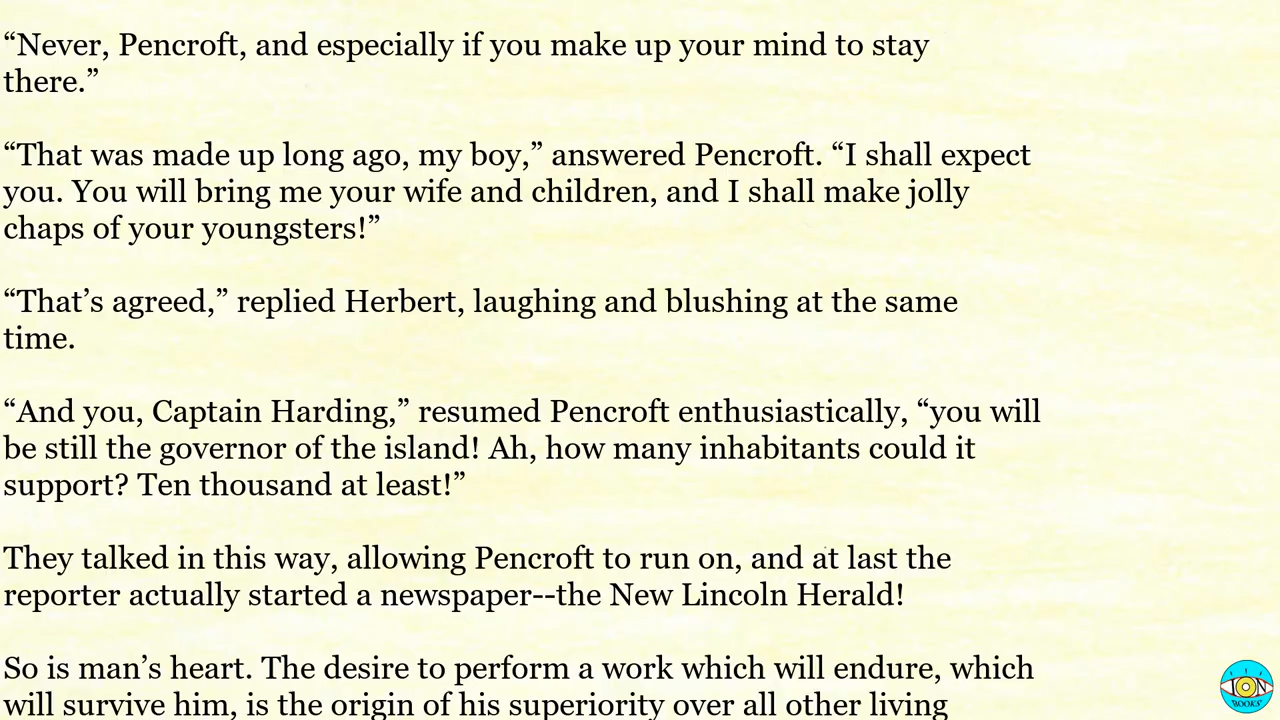 “Never, Pencroft, and especially if you make up your mind to stay
there.”
“That was made up long ago, my boy,” answered Pencroft. “I shall expect
you. You will bring me your wife and children, and I shall make jolly
chaps of your youngsters!”
“That’s agreed,” replied Herbert, laughing and blushing at the same
time.
“And you, Captain Harding,” resumed Pencroft enthusiastically, “you will
be still the governor of the island! Ah, how many inhabitants could it
support? Ten thousand at least!”
They talked in this way, allowing Pencroft to run on, and at last the
reporter actually started a newspaper--the New Lincoln Herald!
So is man’s heart. The desire to perform a work which will endure, which
will survive him, is the origin of his superiority over all other living
ION
BOOKS